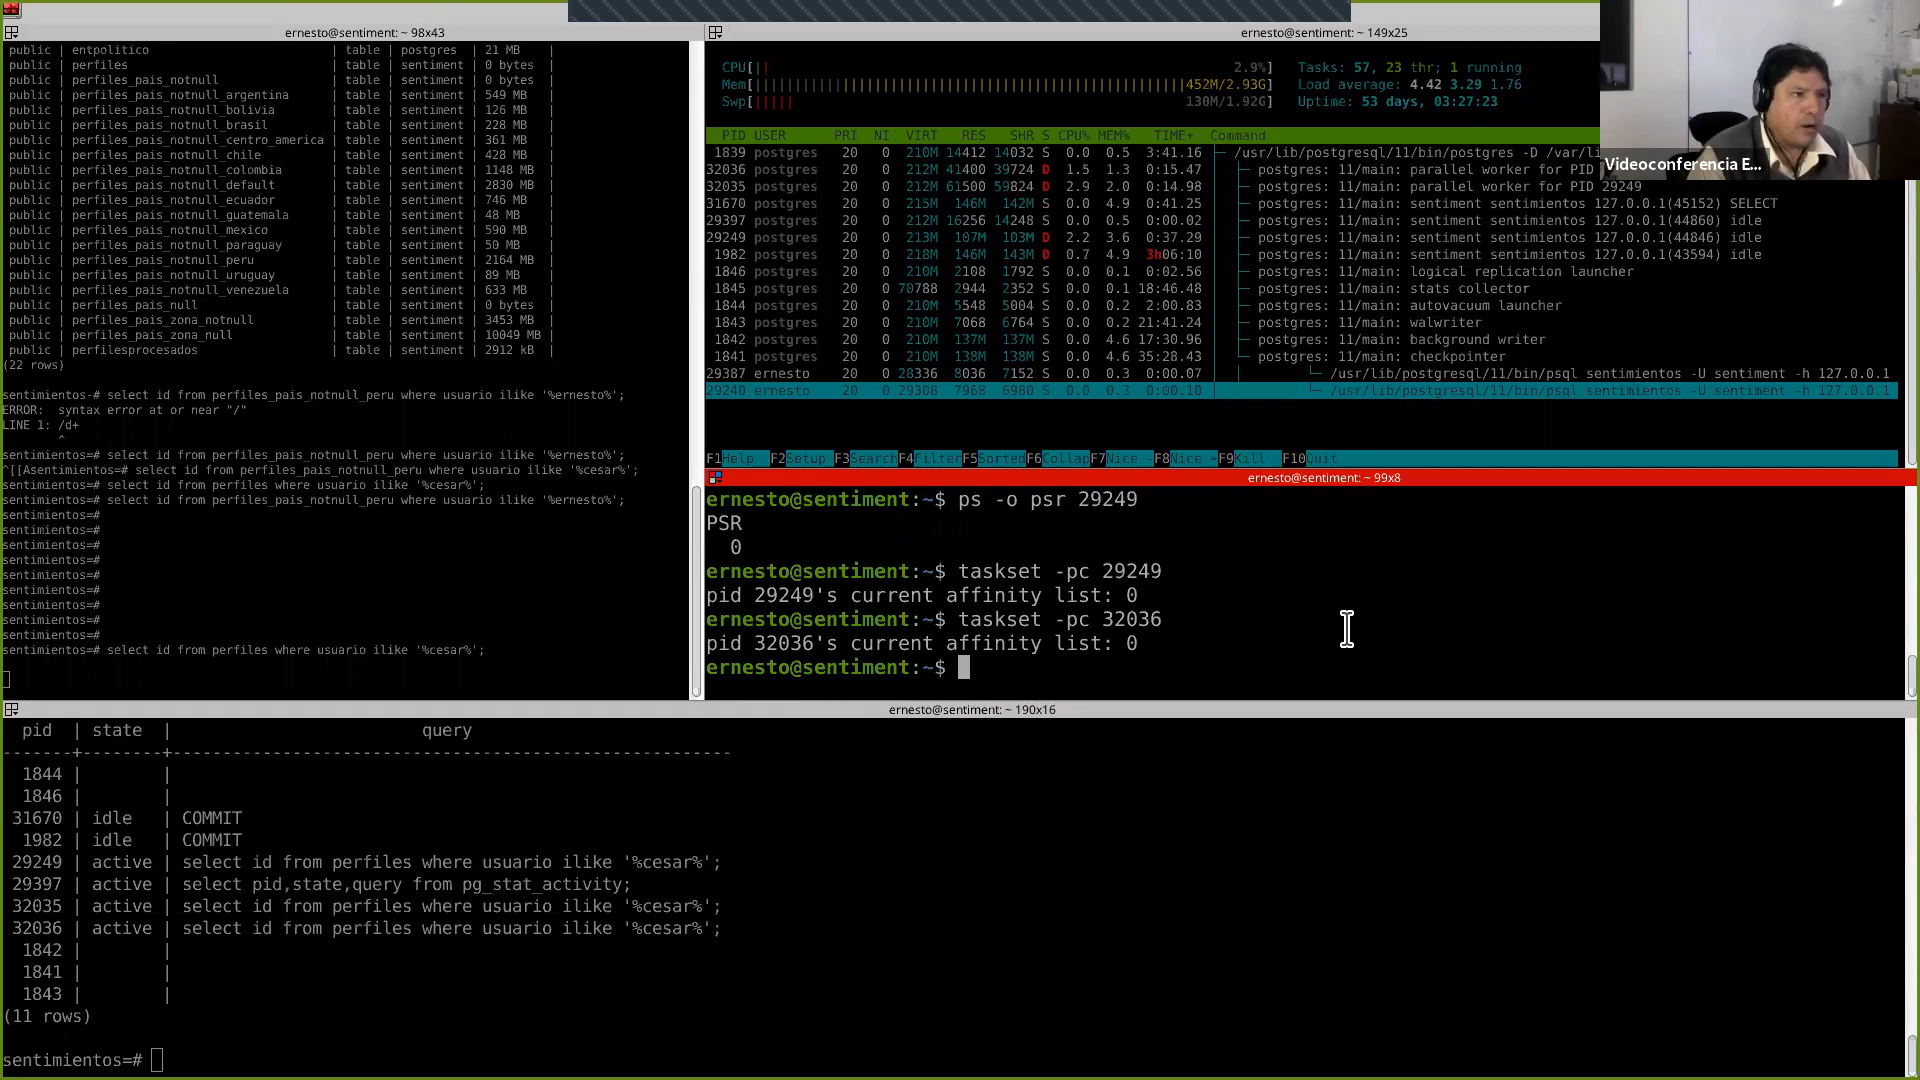 ernesto@sentiment: ~ 98x43
public | entpolitico | table | postgres | 21 MB |
public | perfiles | table | sentiment | 0 bytes |
public | perfiles_pais_notnull | table | sentiment | 0 bytes |
public | perfiles_pais_notnull_argentina | table | sentiment | 549 MB |
public | perfiles_pais_notnull_bolivia | table | sentiment | 126 MB |
public | perfiles_pais_notnull_brasil | table | sentiment | 228 MB |
public | perfiles_pais_notnull_centro_america | table | sentiment | 361 MB |
public | perfiles_pais_notnull_chile | table | sentiment | 428 MB |
public | perfiles_pais_notnull_colombia | table | sentiment | 1148 MB |
public | perfiles_pais_notnull_default | table | sentiment | 2830 MB |
public | perfiles_pais_notnull_ecuador | table | sentiment | 746 MB |
public | perfiles_pais_notnull_guatemala | table | sentiment | 48 MB |
public | perfiles_pais_notnull_mexico | table | sentiment | 590 MB |
public | perfiles_pais_notnull_paraguay | table | sentiment | 50 MB |
public | perfiles_pais_notnull_peru | table | sentiment | 2164 MB |
public | perfiles_pais_notnull_uruguay | table | sentiment | 89 MB |
public | perfiles_pais_notnull_venezuela | table | sentiment | 633 MB |
public | perfiles_pais_null | table | sentiment | 0 bytes |
public | perfiles_pais_zona_notnull | table | sentiment | 3453 MB |
public | perfiles_pais_zona_null | table | sentiment | 10049 MB |
public | perfilesprocesados | table | sentiment | 2912 kB |
(22 rows)
sentimientos-# select id from perfiles_pais_notnull_peru where usuario ilike '%ernesto%';
ERROR: syntax error at or near "/"
LINE 1: /d+
^
sentimientos=# select id from perfiles_pais_notnull_peru where usuario ilike '%ernesto%';
^[[Asentimientos=# select id from perfiles_pais_notnull_peru where usuario ilike '%cesar%';
sentimientos=# select id from perfiles where usuario ilike '%cesar%';
sentimientos=# select id from perfiles_pais_notnull_peru where usuario ilike '%ernesto%';
sentimientos=#
sentimientos=#
sentimientos=#
sentimientos=#
sentimientos=#
sentimientos=#
sentimientos=#
sentimientos=#
sentimientos=#
sentimientos=# select id from perfiles where usuario ilike '%cesar%';
ernesto@sentiment: ~ 149x25
CPU[|| 2.9%] Tasks: 57, 23 thr; 1 running
Mem[ 452M/2.93G] Load average: 4.42 3.29 1.76
Swp[||||| 130M/1.92G] Uptime: 53 days, 03:27:23
PID USER PRI NI VIRT RES SHR S CPU% MEM% TIME+ Command
1839 postgres 20 0 210M 14412 14032 S 0.0 0.5 3:41.16 ├─ /usr/lib/postgresql/11/bin/postgres -D /var/li
32036 postgres 20 0 212M 41400 39724 D 1.5 1.3 0:15.47 │ ├─ postgres: 11/main: parallel worker for PID
32035 postgres 20 0 212M 61500 59824 D 2.9 2.0 0:14.98 │ ├─ postgres: 11/main: parallel worker for PID 29249
31670 postgres 20 0 215M 146M 142M S 0.0 4.9 0:41.25 │ ├─ postgres: 11/main: sentiment sentimientos 127.0.0.1(45152) SELECT
29397 postgres 20 0 212M 16256 14248 S 0.0 0.5 0:00.02 │ ├─ postgres: 11/main: sentiment sentimientos 127.0.0.1(44860) idle
29249 postgres 20 0 213M 107M 103M D 2.2 3.6 0:37.29 │ ├─ postgres: 11/main: sentiment sentimientos 127.0.0.1(44846) idle
1982 postgres 20 0 218M 146M 143M D 0.7 4.9 3h06:10 │ ├─ postgres: 11/main: sentiment sentimientos 127.0.0.1(43594) idle
1846 postgres 20 0 210M 2108 1792 S 0.0 0.1 0:02.56 │ ├─ postgres: 11/main: logical replication launcher
1845 postgres 20 0 70788 2944 2352 S 0.0 0.1 18:46.48 │ ├─ postgres: 11/main: stats collector
1844 postgres 20 0 210M 5548 5004 S 0.0 0.2 2:00.83 │ ├─ postgres: 11/main: autovacuum launcher
1843 postgres 20 0 210M 7068 6764 S 0.0 0.2 21:41.24 │ ├─ postgres: 11/main: walwriter
1842 postgres 20 0 210M 137M 137M S 0.0 4.6 17:30.96 │ ├─ postgres: 11/main: background writer
1841 postgres 20 0 210M 138M 138M S 0.0 4.6 35:28.43 │ └─ postgres: 11/main: checkpointer
29387 ernesto 20 0 28336 8036 7152 S 0.0 0.3 0:00.07 │ │ └─ /usr/lib/postgresql/11/bin/psql sentimientos -U sentiment -h 127.0.0.1
29240 ernesto 20 0 29308 7968 6980 S 0.0 0.3 0:00.10 │ └─ /usr/lib/postgresql/11/bin/psql sentimientos -U sentiment -h 127.0.0.1
F1Help F2Setup F3Search F4Filter F5Sorted F6Collap F7Nice - F8Nice + F9Kill F10Quit
Videoconferencia E...
ernesto@sentiment: ~ 99x8
ernesto@sentiment:~$ ps -o psr 29249
PSR
0
ernesto@sentiment:~$ taskset -pc 29249
pid 29249's current affinity list: 0
ernesto@sentiment:~$ taskset -pc 32036
pid 32036's current affinity list: 0
ernesto@sentiment:~$
ernesto@sentiment: ~ 190x16
pid | state | query
-------+--------+--------------------------------------------------------
1844 | |
1846 | |
31670 | idle | COMMIT
1982 | idle | COMMIT
29249 | active | select id from perfiles where usuario ilike '%cesar%';
29397 | active | select pid,state,query from pg_stat_activity;
32035 | active | select id from perfiles where usuario ilike '%cesar%';
32036 | active | select id from perfiles where usuario ilike '%cesar%';
1842 | |
1841 | |
1843 | |
(11 rows)
sentimientos=#